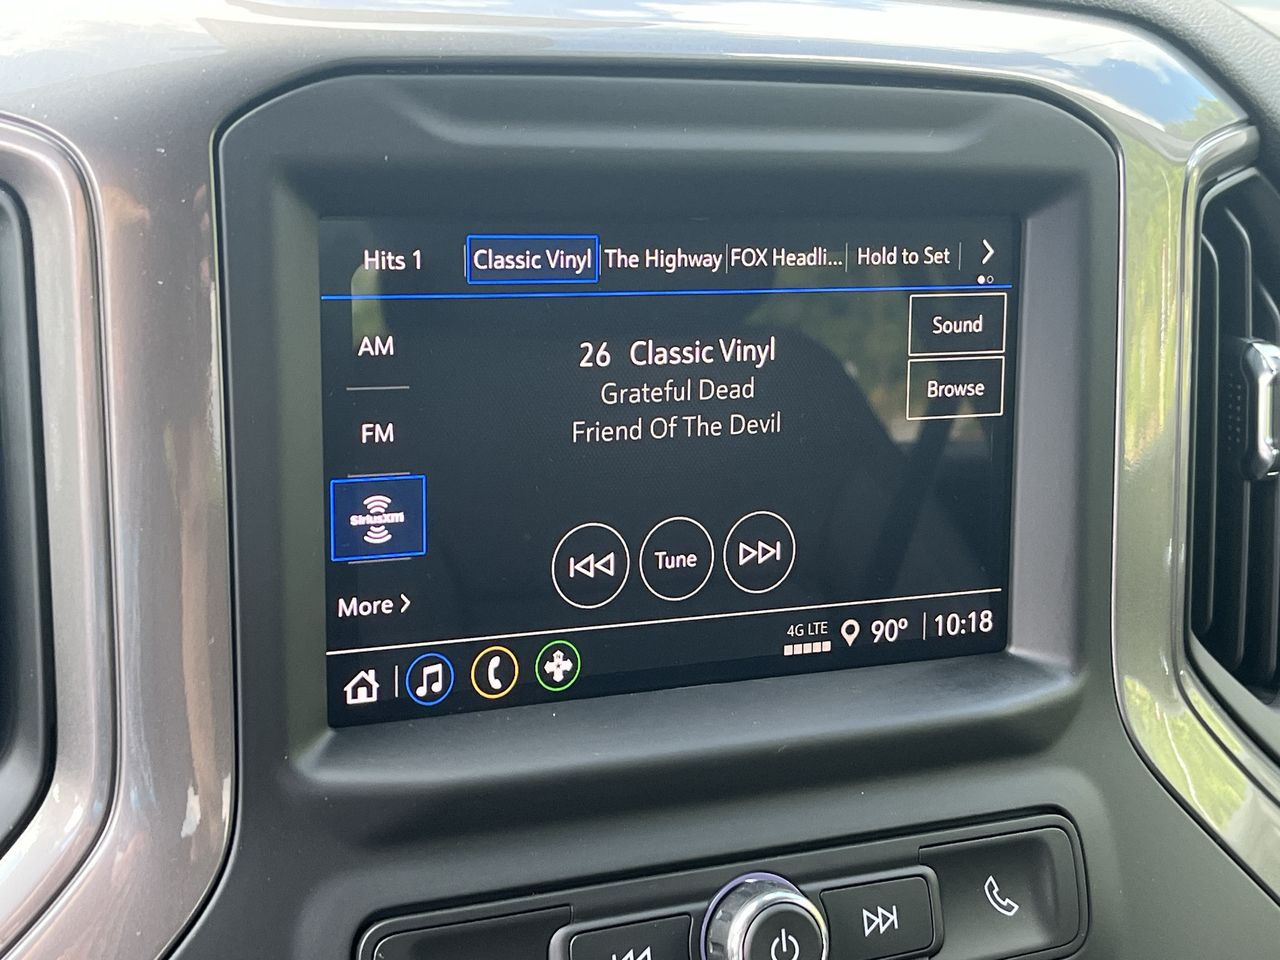 Hits 1
Classic Vinyl
The Highway
FOX Headli...
Hold to Set
AM
FM
siriusxm
More
26 Classic Vinyl
Grateful Dead
Friend Of The Devil
Sound
Browse
Tune
4G LTE
90°
10:18